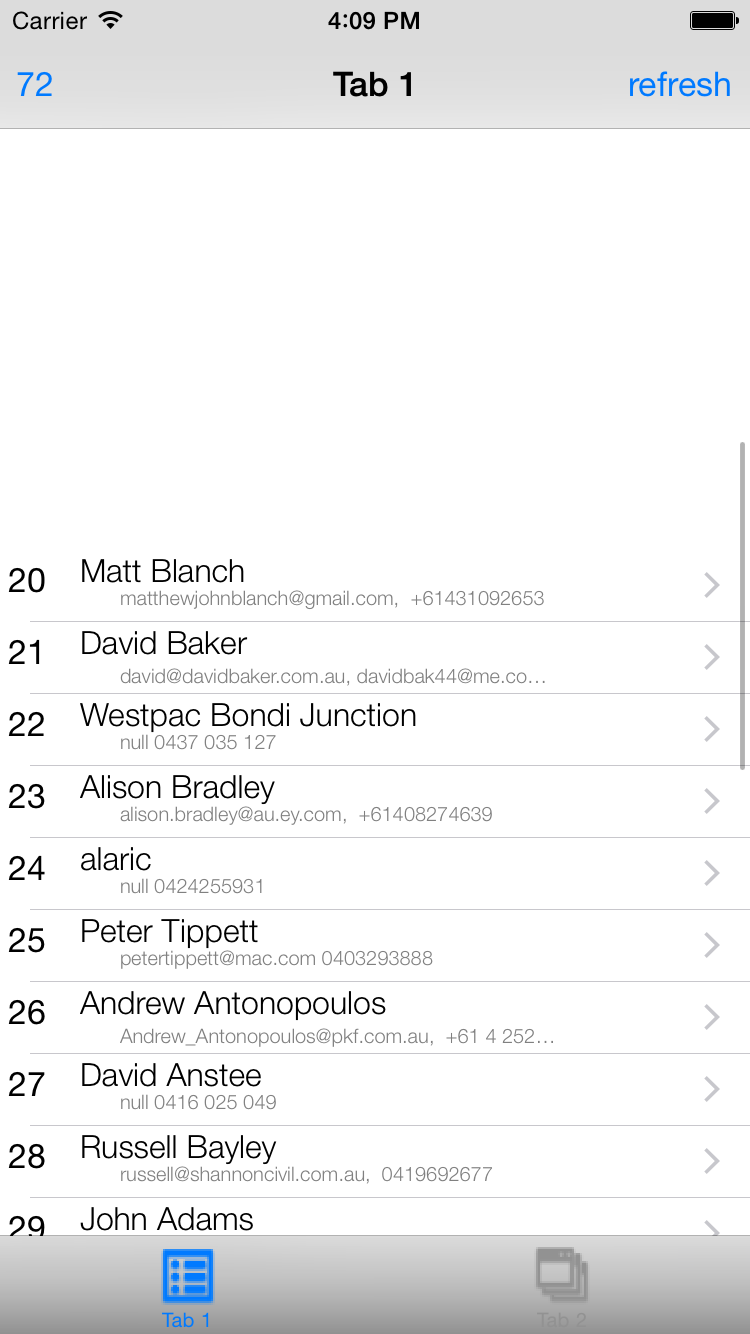 Carrier 4:09 PM
72 Tab 1 refresh
20 Matt Blanch
matthewjohnblanch@gmail.com, +61431092653
21 David Baker
david@davidbaker.com.au, davidbak44@me.co...
22 Westpac Bondi Junction
null 0437 035 127
23 Alison Bradley
alison.bradley@au.ey.com, +61408274639
24 alaric
null 0424255931
25 Peter Tippett
petertippett@mac.com 0403293888
26 Andrew Antonopoulos
Andrew_Antonopoulos@pkf.com.au, +61 4 252...
27 David Anstee
null 0416 025 049
28 Russell Bayley
russell@shannoncivil.com.au, 0419692677
29 John Adams
Tab 1 Tab 2